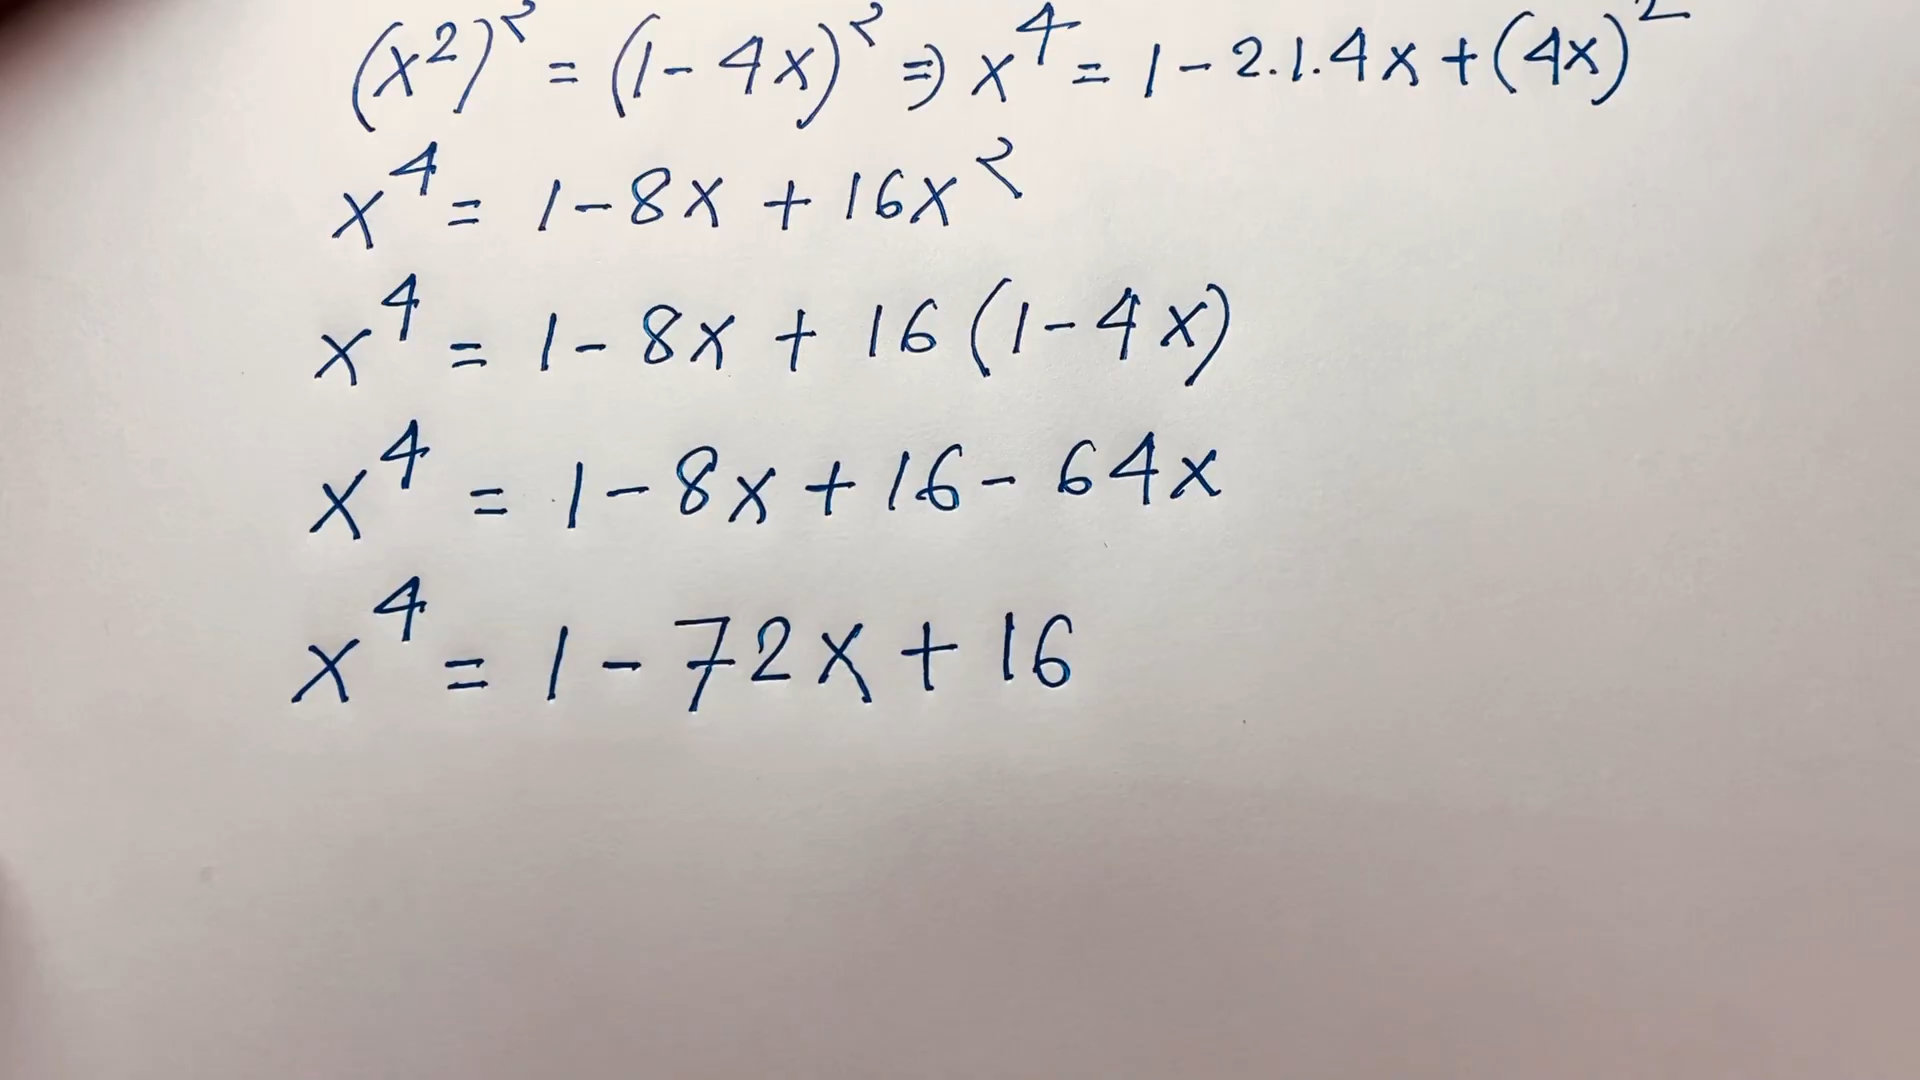 (x²)² = (1-4x)² ⇒ x⁴ = 1-2.1.4x+(4x)²
x⁴ = 1-8x+16x²
x⁴ = 1-8x+16(1-4x)
x⁴ = 1-8x+16-64x
x⁴ = 1-72x+16